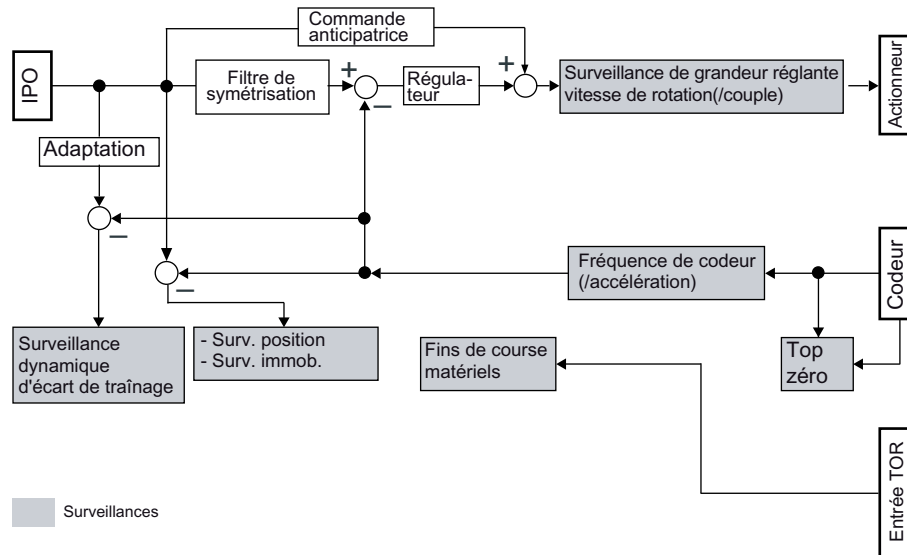 Commande
anticipatrice
IPO
Filtre de
symétrisation
+
−
Régula-
teur
+
Surveillance de grandeur réglante
vitesse de rotation(/couple)
Actionneur
Adaptation
−
−
Fréquence de codeur
(/accélération)
Codeur
Surveillance
dynamique
d'écart de traînage
- Surv. position
- Surv. immob.
Fins de course
matériels
Top
zéro
Entrée TOR
Surveillances